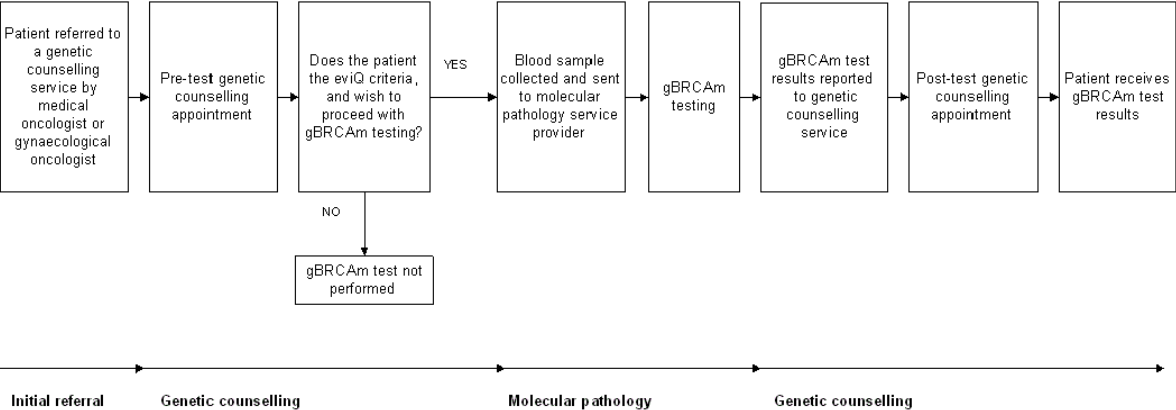 Patient referred to
a genetic
counselling
service by
medical
oncologist or
gynaecological
oncologist
Pre-test genetic
counselling
appointment
Does the patient
the eviQ criteria,
and wish to
proceed with
gBRCAm testing?
YES
NO
gBRCAm test not
performed
Blood sample
collected and sent
to molecular
pathology service
provider
gBRCAm
testing
gBRCAm test
results reported
to genetic
counselling
service
Post-test genetic
counselling
appointment
Patient receives
gBRCAm test
results
Initial referral
Genetic counselling
Molecular pathology
Genetic counselling